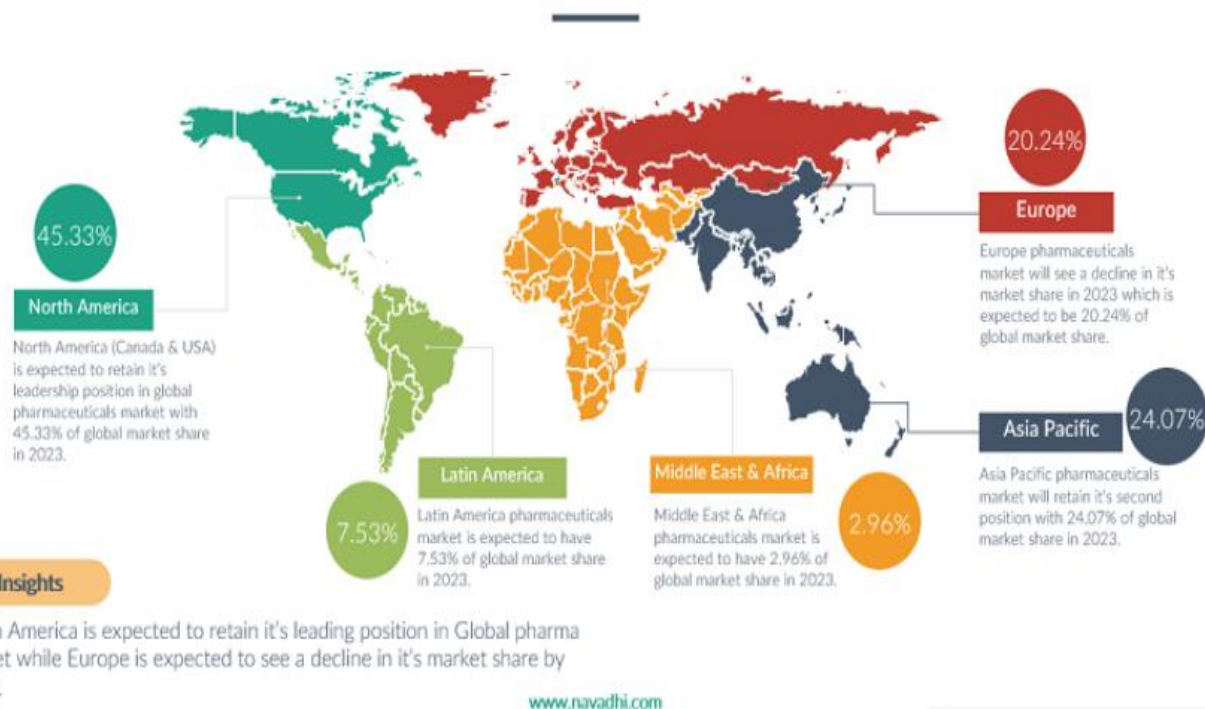 45.33%
North America
North America (Canada & USA)
is expected to retain it's
leadership position in global
pharmaceuticals market with
45.33% of global market share
in 2023.
20.24%
Europe
Europe pharmaceuticals
market will see a decline in it's
market share in 2023 which is
expected to be 20.24% of
global market share.
24.07%
Asia Pacific
Asia Pacific pharmaceuticals
market will retain it's second
position with 24.07% of global
market share in 2023.
7.53%
Latin America
Latin America pharmaceuticals
market is expected to have
7.53% of global market share
in 2023.
Middle East & Africa
2.96%
Middle East & Africa
pharmaceuticals market is
expected to have 2.96% of
global market share in 2023.
Insights
America is expected to retain it's leading position in Global pharma
while Europe is expected to see a decline in it's market share by
www.navadhi.com